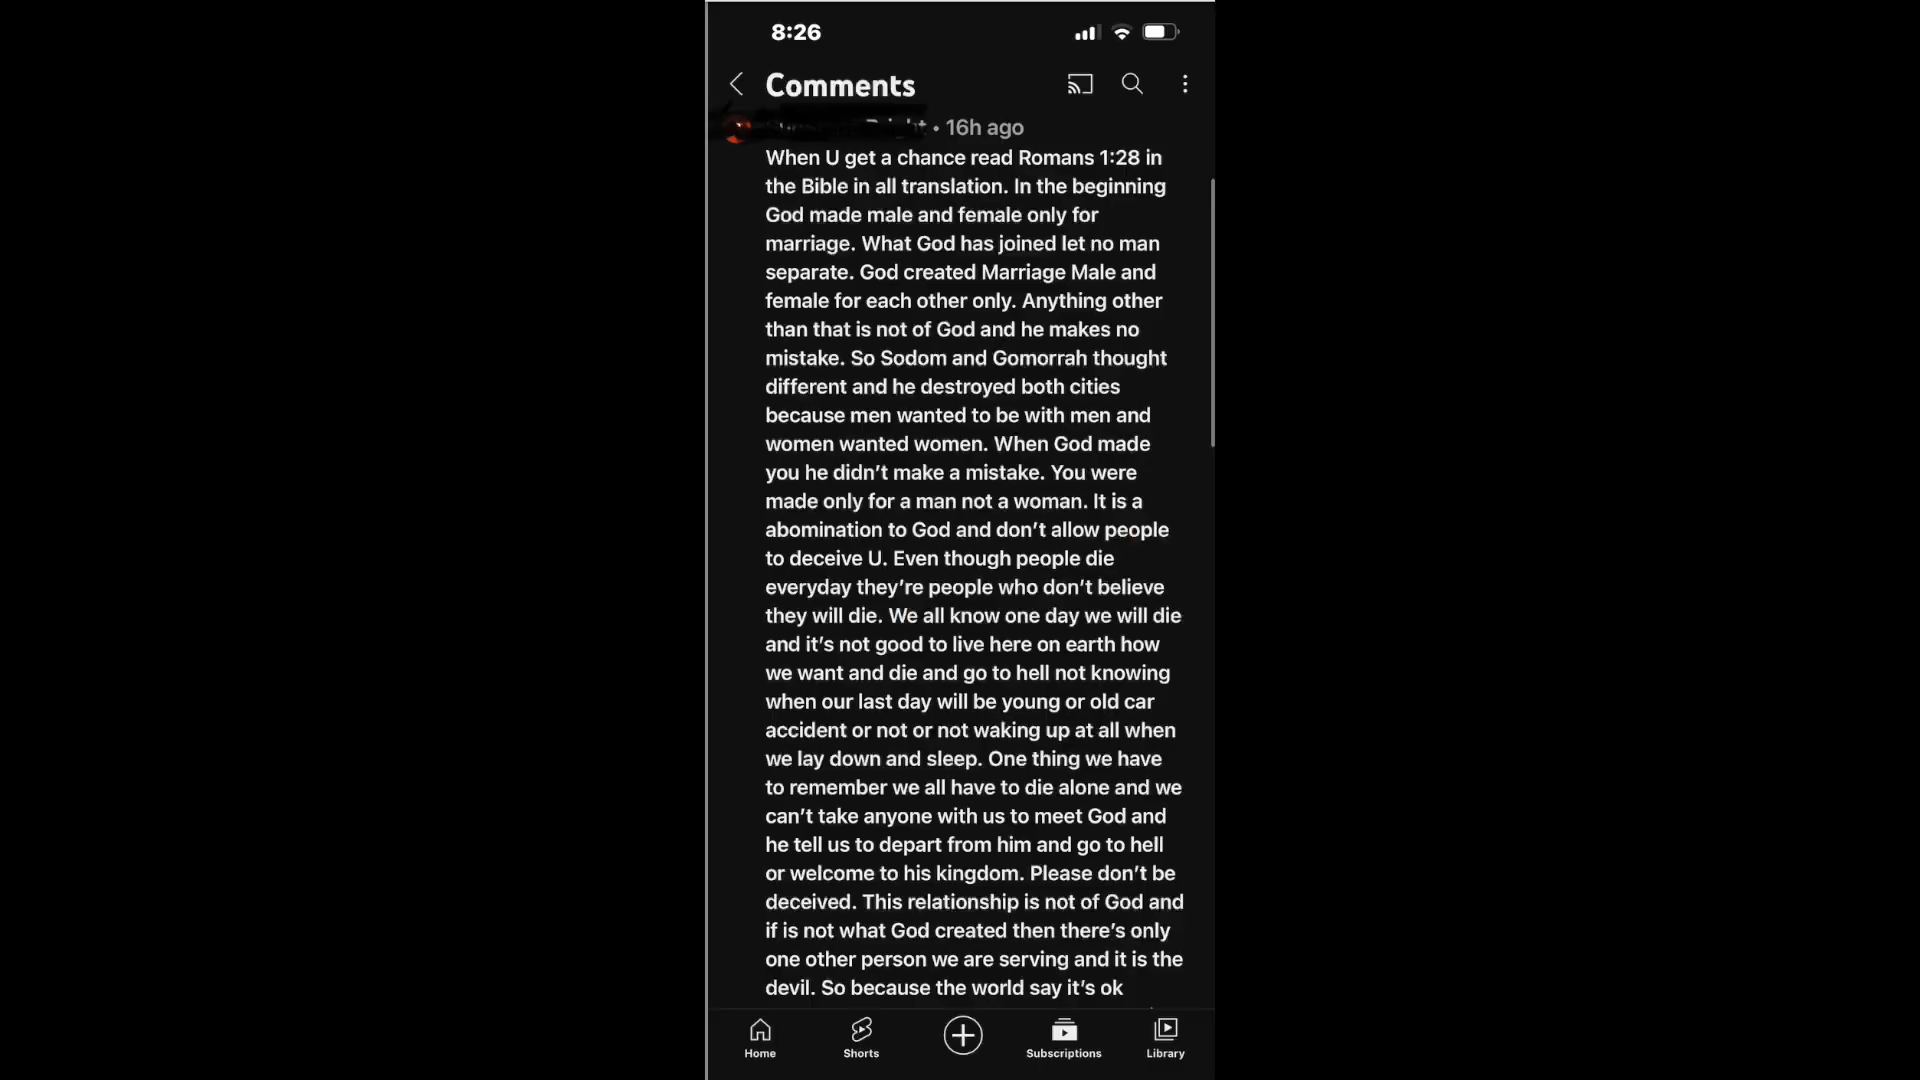 8:26
Comments
• 16h ago
When U get a chance read Romans 1:28 in
the Bible in all translation. In the beginning
God made male and female only for
marriage. What God has joined let no man
separate. God created Marriage Male and
female for each other only. Anything other
than that is not of God and he makes no
mistake. So Sodom and Gomorrah thought
different and he destroyed both cities
because men wanted to be with men and
women wanted women. When God made
you he didn't make a mistake. You were
made only for a man not a woman. It is a
abomination to God and don't allow people
to deceive U. Even though people die
everyday they're people who don't believe
they will die. We all know one day we will die
and it's not good to live here on earth how
we want and die and go to hell not knowing
when our last day will be young or old car
accident or not or not waking up at all when
we lay down and sleep. One thing we have
to remember we all have to die alone and we
can't take anyone with us to meet God and
he tell us to depart from him and go to hell
or welcome to his kingdom. Please don't be
deceived. This relationship is not of God and
if is not what God created then there's only
one other person we are serving and it is the
devil. So because the world say it's ok
Home
Shorts
Subscriptions
Library